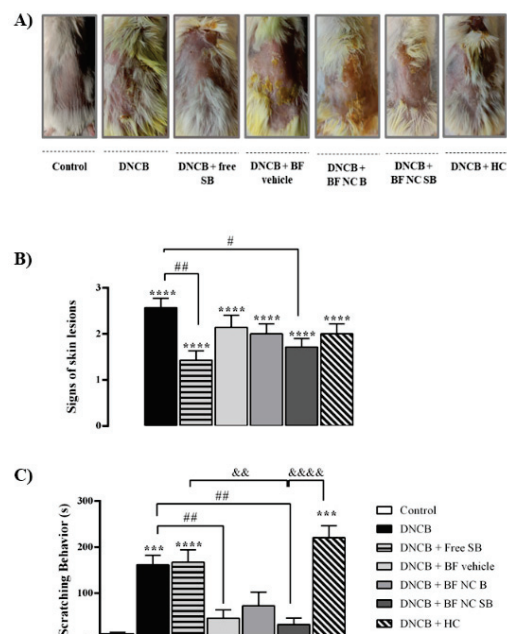 A)
Control DNCB DNCB + free SB DNCB + BF vehicle DNCB + BF NC B DNCB + BF NC SB DNCB + HC
B)
#
##
**** **** **** **** **** ****
Signs of skin lesions
3
2
1
0
C)
&& &&&&
##
##
*** **** ***
Scratching Behavior (s)
300
200
100
Control
DNCB
DNCB + Free SB
DNCB + BF vehicle
DNCB + BF NC B
DNCB + BF NC SB
DNCB + HC